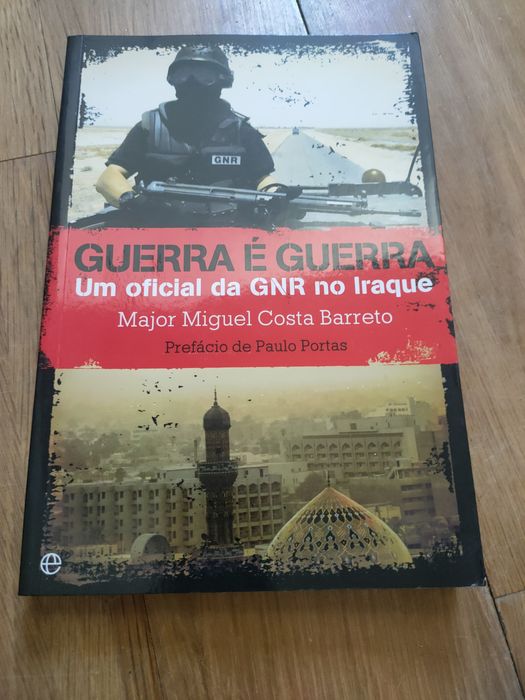 GNR
GUERRA É GUERRA
Um oficial da GNR no Iraque
Major Miguel Costa Barreto
Prefácio de Paulo Portas
e